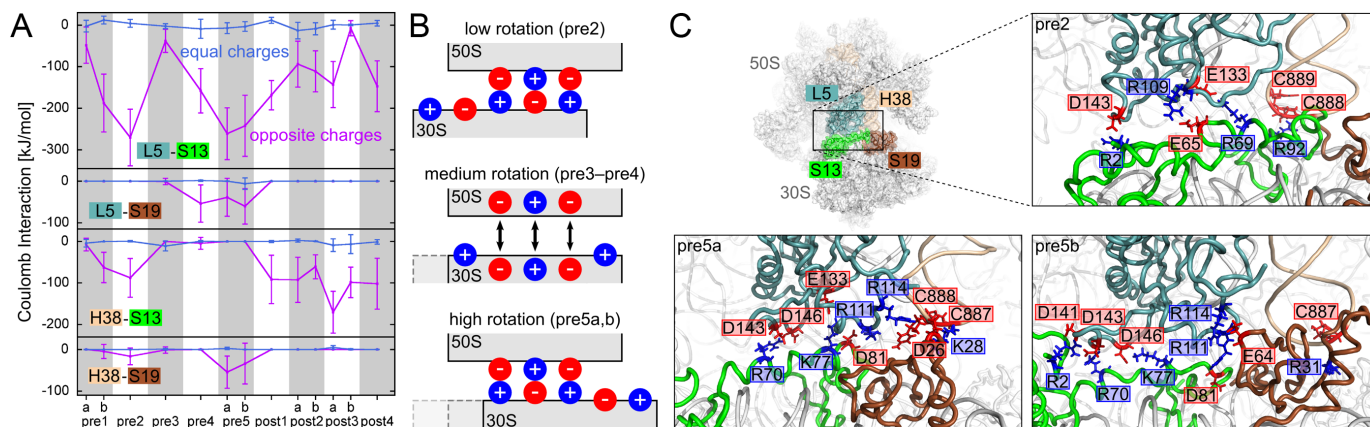 A
Coulomb Interaction [kJ/mol]
0
-100
-200
-300
equal charges
opposite charges
L5-S13
0
-100
L5-S19
0
-100
-200
H38-S13
0
-100
H38-S19
a b a b a b a b
pre1 pre2 pre3 pre4 pre5 post1 post2 post3 post4
B
low rotation (pre2)
50S
- + -
+ - + - +
30S
medium rotation (pre3–pre4)
50S
- + -
+ - + - +
30S
high rotation (pre5a,b)
50S
- + -
+ - + - +
30S
C
50S
L5
H38
S13
S19
30S
pre2
E133
R109
C889
D143
C888
R2
E65
R69
R92
pre5a
E133
R114
D146
R111
C888
D143
C887
R70
K77
D81
D26
K28
pre5b
D141
D143
R114
C887
D146
R111
E64
R2
R70
K77
D81
R31